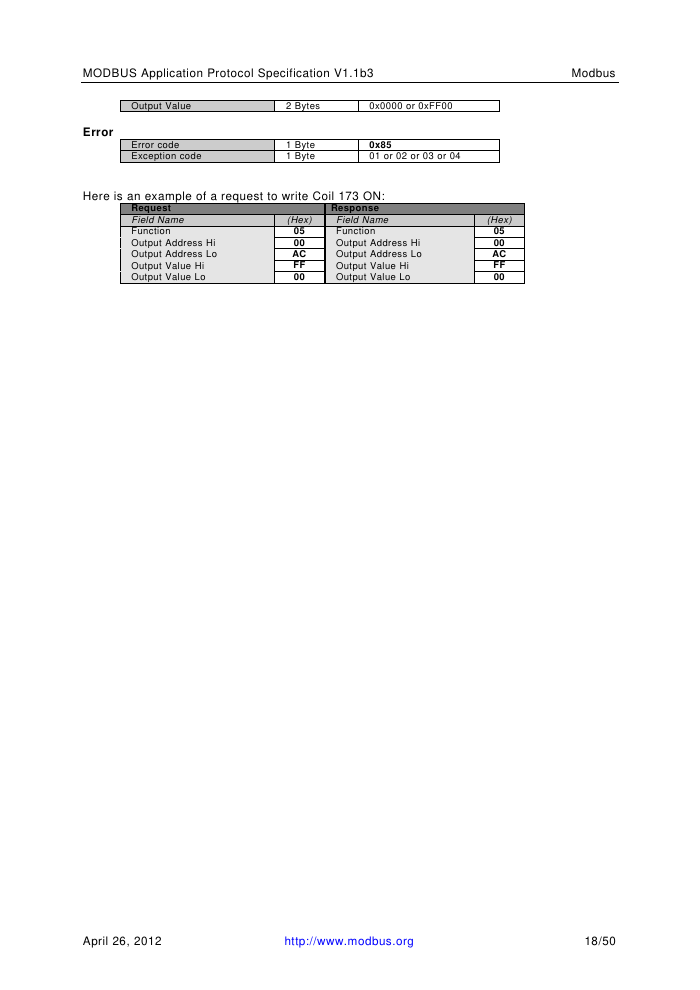 MODBUS Application Protocol Specification V1.1b3 Modbus
Output Value 2 Bytes 0x0000 or 0xFF00
Error
Error code 1 Byte 0x85
Exception code 1 Byte 01 or 02 or 03 or 04
Here is an example of a request to write Coil 173 ON:
Request Response
Field Name (Hex) Field Name (Hex)
Function 05 Function 05
Output Address Hi 00 Output Address Hi 00
Output Address Lo AC Output Address Lo AC
Output Value Hi FF Output Value Hi FF
Output Value Lo 00 Output Value Lo 00
April 26, 2012 http://www.modbus.org 18/50